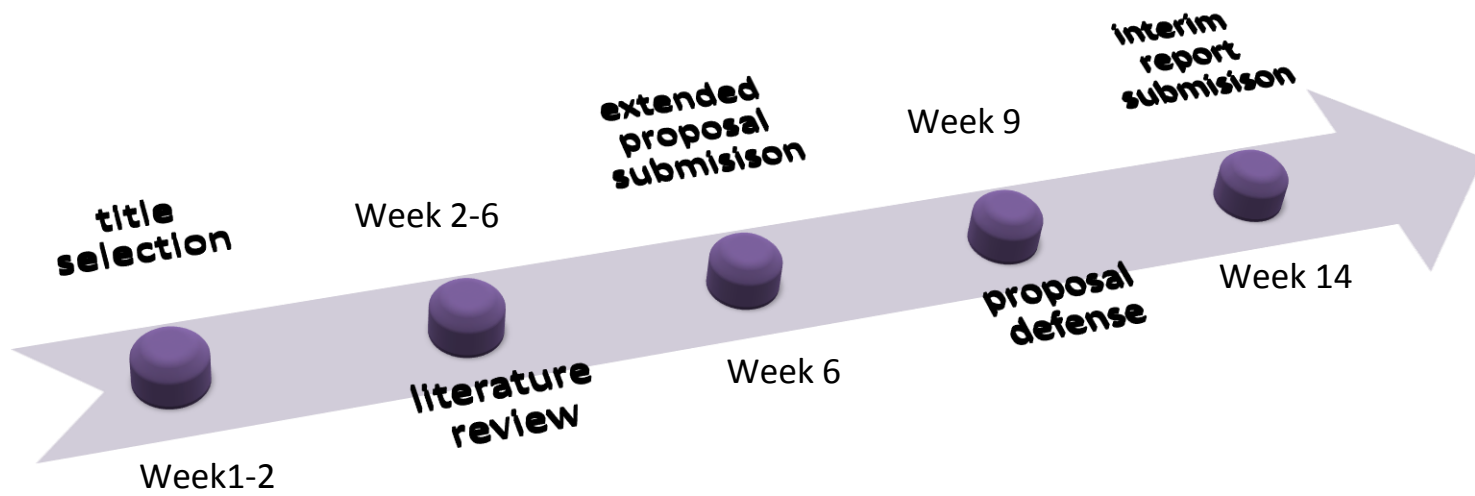 title
selection
Week1-2
Week 2-6
literature
review
extended
proposal
submisison
Week 6
Week 9
proposal
defense
interim
report
submisison
Week 14